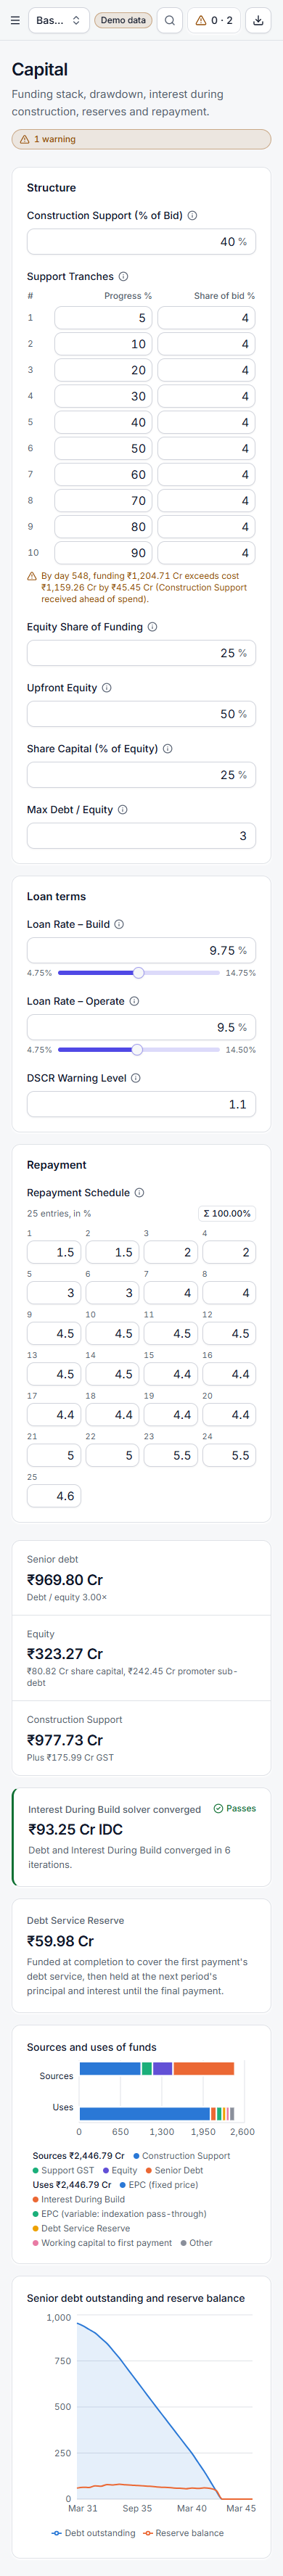 Bas...
Demo data
0 · 2
Capital
Funding stack, drawdown, interest during
construction, reserves and repayment.
1 warning
Structure
Construction Support (% of Bid)
40 %
Support Tranches
# Progress % Share of bid %
1 5 4
2 10 4
3 20 4
4 30 4
5 40 4
6 50 4
7 60 4
8 70 4
9 80 4
10 90 4
By day 548, funding ₹1,204.71 Cr exceeds cost
₹1,159.26 Cr by ₹45.45 Cr (Construction Support
received ahead of spend).
Equity Share of Funding
25 %
Upfront Equity
50 %
Share Capital (% of Equity)
25 %
Max Debt / Equity
3
Loan terms
Loan Rate – Build
9.75 %
4.75% 14.75%
Loan Rate – Operate
9.5 %
4.75% 14.50%
DSCR Warning Level
1.1
Repayment
Repayment Schedule
25 entries, in % Σ 100.00%
1 2 3 4
1.5 1.5 2 2
5 6 7 8
3 3 4 4
9 10 11 12
4.5 4.5 4.5 4.5
13 14 15 16
4.5 4.5 4.4 4.4
17 18 19 20
4.4 4.4 4.4 4.4
21 22 23 24
5 5 5.5 5.5
25
4.6
Senior debt
₹969.80 Cr
Debt / equity 3.00×
Equity
₹323.27 Cr
₹80.82 Cr share capital, ₹242.45 Cr promoter sub-
debt
Construction Support
₹977.73 Cr
Plus ₹175.99 Cr GST
Interest During Build solver converged Passes
₹93.25 Cr IDC
Debt and Interest During Build converged in 6
iterations.
Debt Service Reserve
₹59.98 Cr
Funded at completion to cover the first payment's
debt service, then held at the next period's
principal and interest until the final payment.
Sources and uses of funds
Sources
Uses
0 650 1,300 1,950 2,600
Sources ₹2,446.79 Cr Construction Support
Support GST Equity Senior Debt
Uses ₹2,446.79 Cr EPC (fixed price)
Interest During Build
EPC (variable: indexation pass-through)
Debt Service Reserve
Working capital to first payment Other
Senior debt outstanding and reserve balance
1,000
750
500
250
0
Mar 31 Sep 35 Mar 40 Mar 45
Debt outstanding Reserve balance